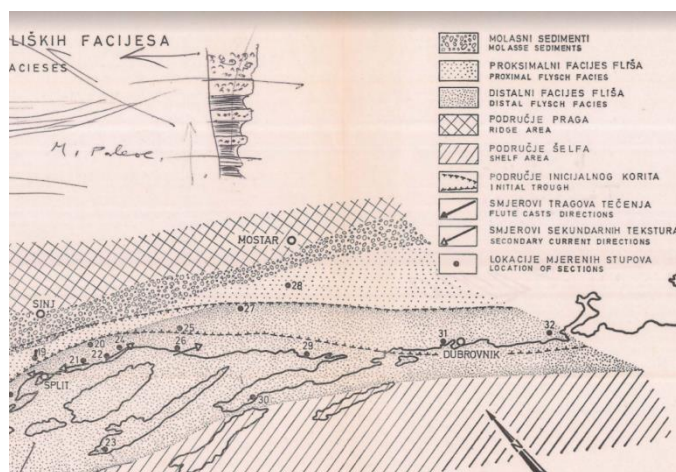 LIŠKIH FACIJESA
ACIESES
MOLASNI SEDIMENTI
MOLASSE SEDIMENTS
PROKSIMALNI FACIJES FLIŠA
PROXIMAL FLYSCH FACIES
DISTALNI FACIJES FLIŠA
DISTAL FLYSCH FACIES
PODRUČJE PRAGA
RIDGE AREA
PODRUČJE ŠELFA
SHELF AREA
PODRUČJE INICIJALNOG KORITA
INITIAL TROUGH
SMJEROVI TRAGOVA TEČENJA
FLUTE CASTS DIRECTIONS
SMJEROVI SEKUNDARNIH TEKSTURA
SECONDARY CURRENT DIRECTIONS
LOKACIJE MJERENIH STUPOVA
LOCATION OF SECTIONS
MOSTAR
28
SINJ
27
25
31
32
19
20
24
26
29
DUBROVNIK
21
22
SPLIT
30
23
N